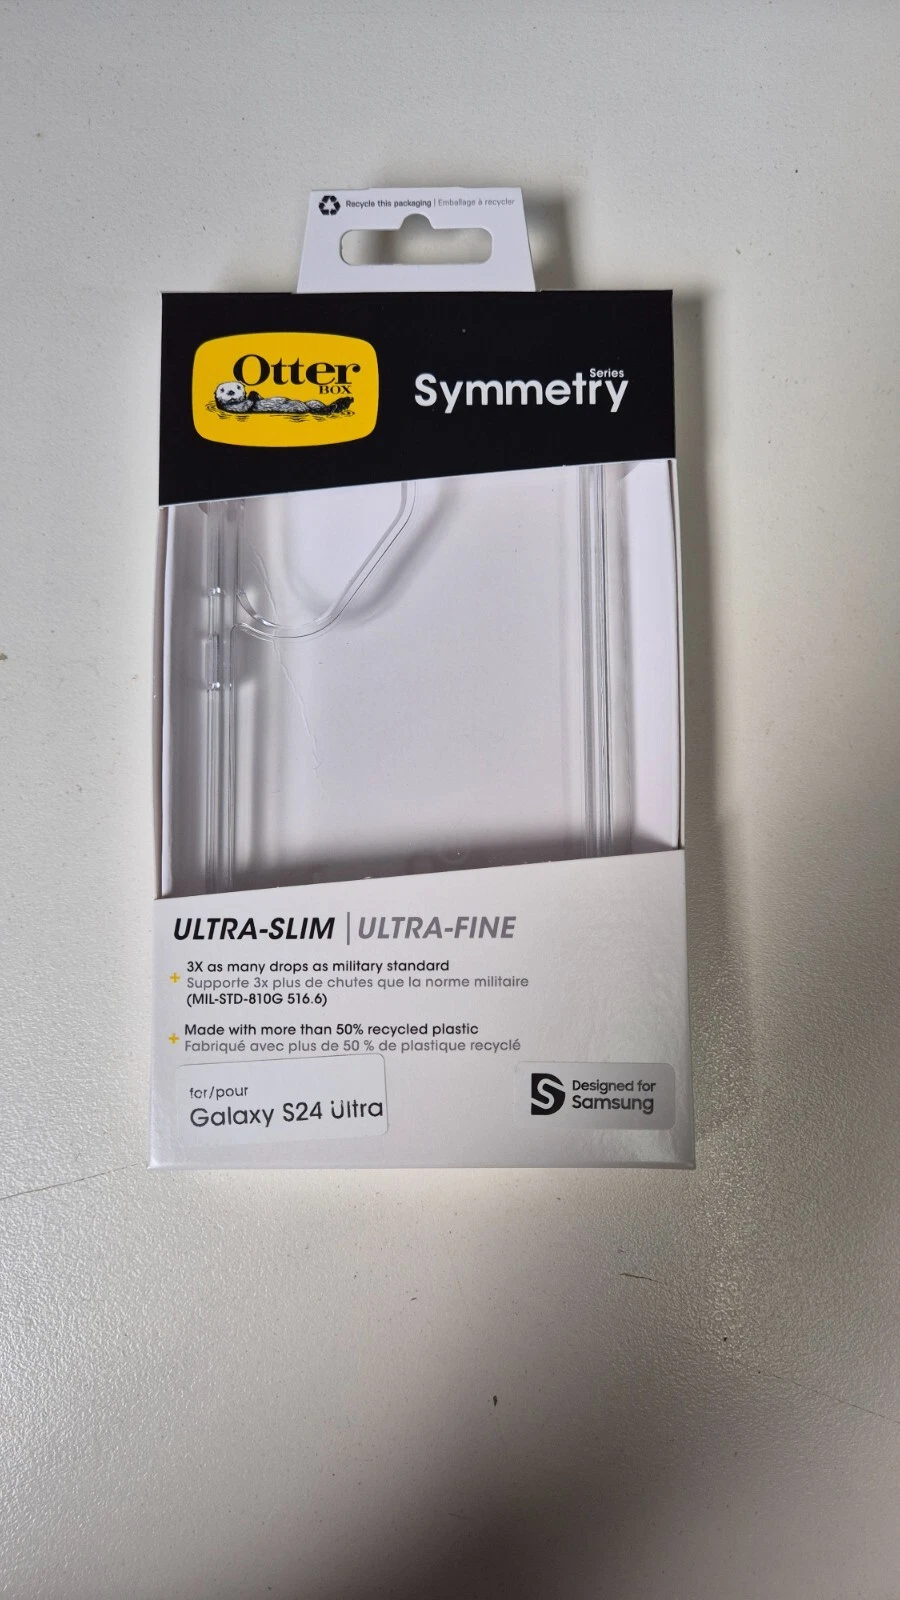 Recycle this packaging | Emballage à recycler
Otter
BOX
Symmetry
Series
ULTRA-SLIM | ULTRA-FINE
+ 3X as many drops as military standard
Supporte 3x plus de chutes que la norme militaire
(MIL-STD-810G 516.6)
+ Made with more than 50% recycled plastic
Fabriqué avec plus de 50 % de plastique recyclé
for/pour
Galaxy S24 Ultra
Designed for
Samsung